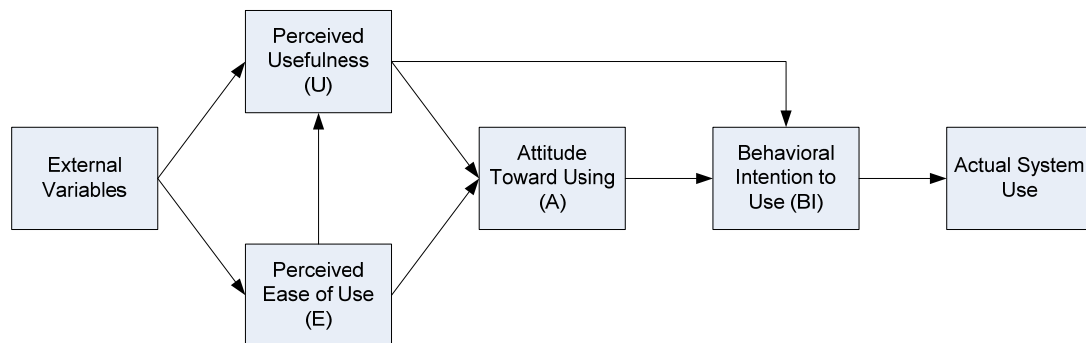 External
Variables
Perceived
Usefulness
(U)
Perceived
Ease of Use
(E)
Attitude
Toward Using
(A)
Behavioral
Intention to
Use (BI)
Actual System
Use